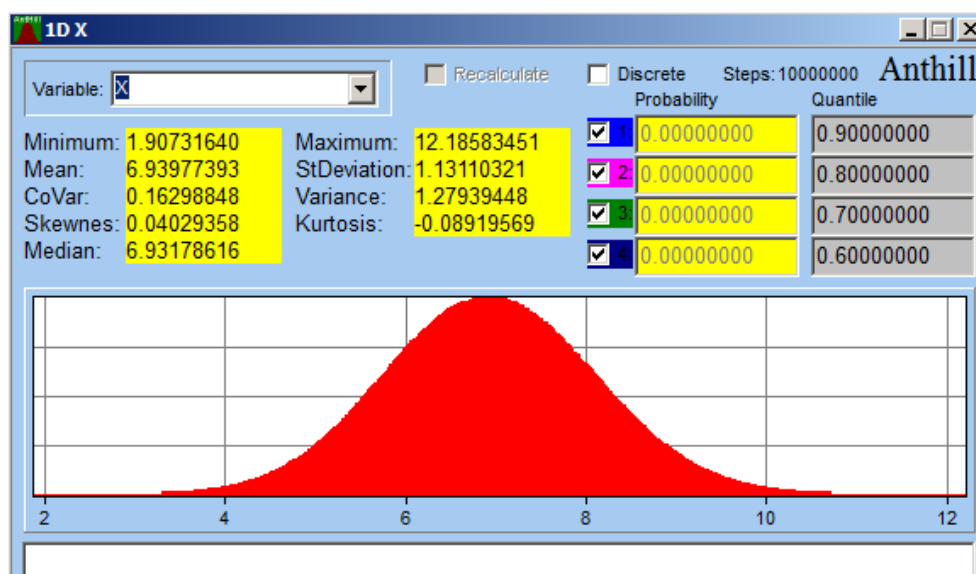 Anthill
1D X
Variable: X
Recalculate
Discrete Steps:10000000 Anthill
Probability Quantile
Minimum: 1.90731640 Maximum: 12.18583451 1: 0.00000000 0.90000000
Mean: 6.93977393 StDeviation: 1.13110321 2: 0.00000000 0.80000000
CoVar: 0.16298848 Variance: 1.27939448 3: 0.00000000 0.70000000
Skewnes: 0.04029358 Kurtosis: -0.08919569 4: 0.00000000 0.60000000
Median: 6.93178616
2 4 6 8 10 12